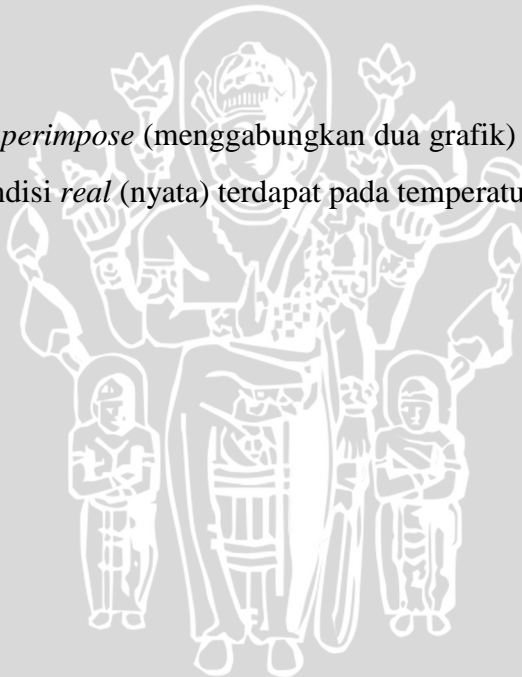 perimpose (menggabungkan dua grafik)
ndisi real (nyata) terdapat pada temperatu